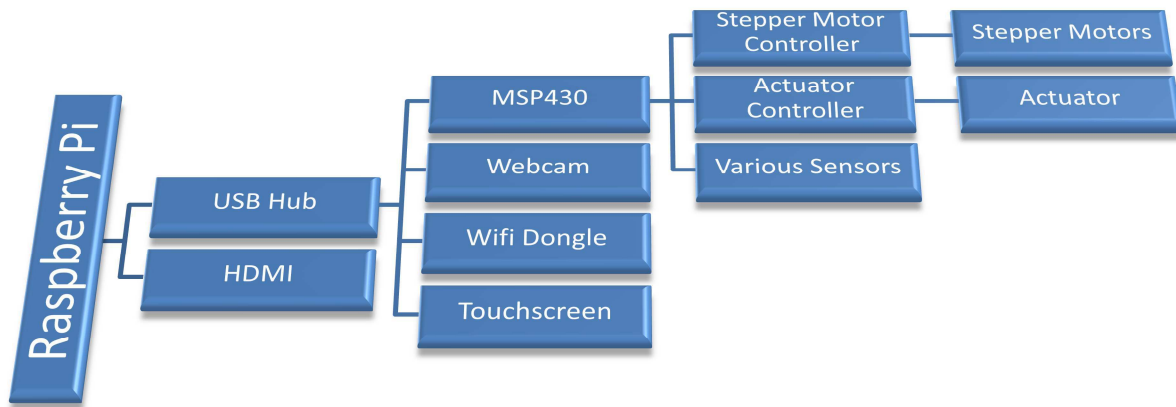 Raspberry Pi
USB Hub
HDMI
MSP430
Webcam
Wifi Dongle
Touchscreen
Stepper Motor
Controller
Actuator
Controller
Various Sensors
Stepper Motors
Actuator